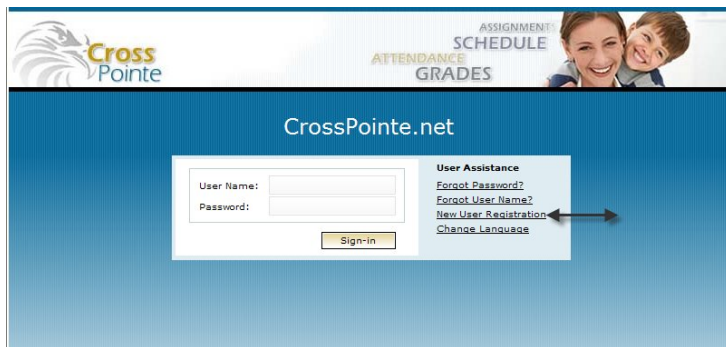 Cross
Pointe
ASSIGNMENTS
SCHEDULE
ATTENDANCE
GRADES
CrossPointe.net
User Name:
Password:
Sign-in
User Assistance
Forgot Password?
Forgot User Name?
New User Registration
Change Language